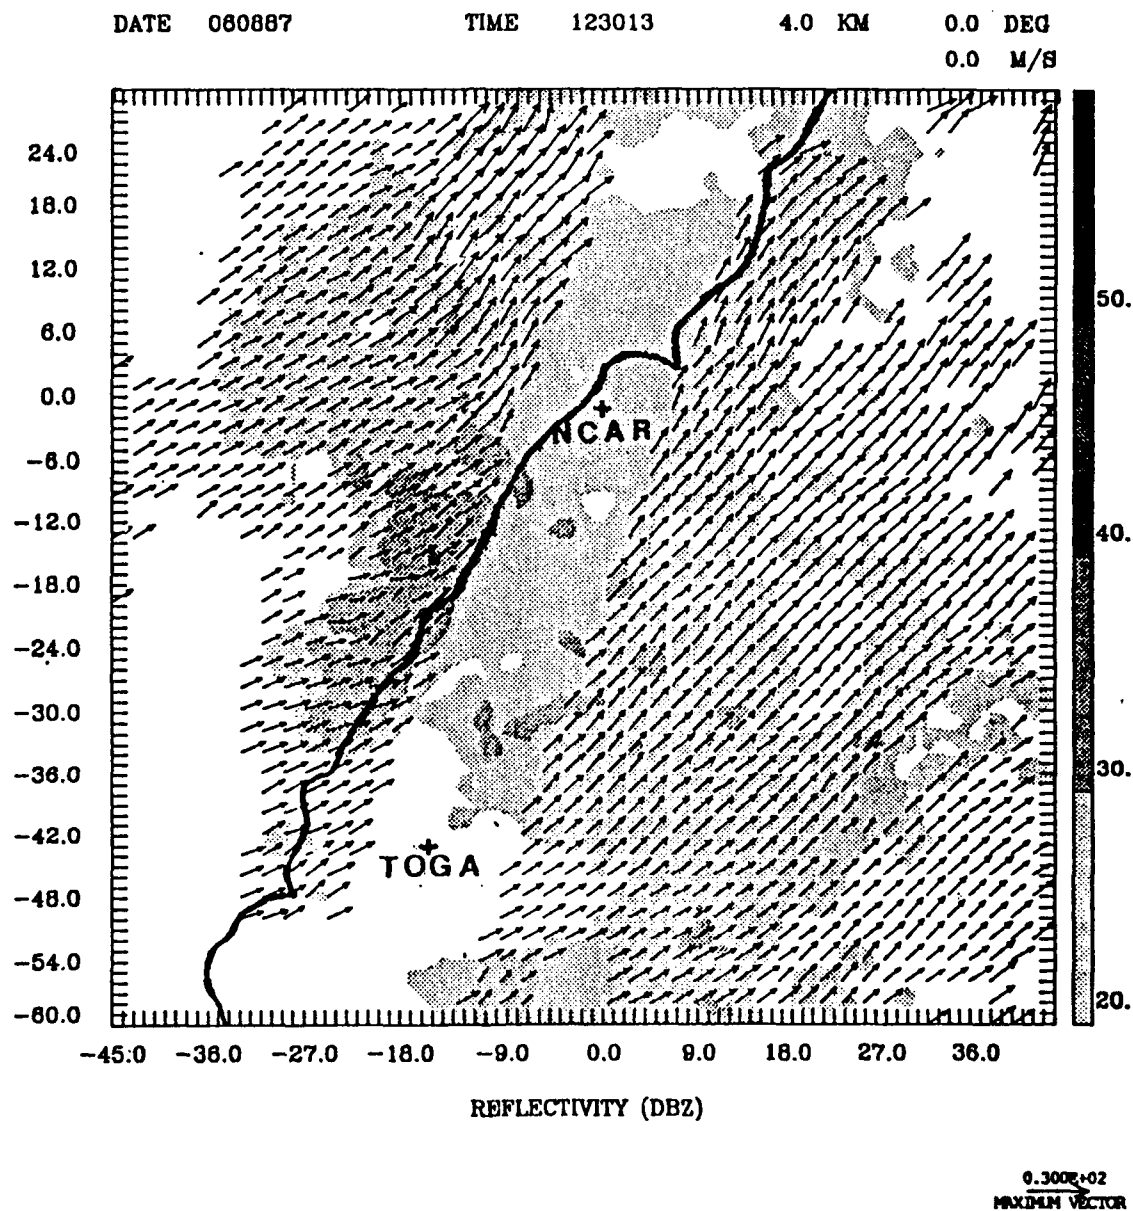 DATE 060887 TIME 123013 4.0 KM 0.0 DEG
0.0 M/S
24.0
18.0
12.0
6.0
0.0
-6.0
-12.0
-18.0
-24.0
-30.0
-36.0
-42.0
-48.0
-54.0
-60.0
50.
40.
30.
20.
NCAR
TOGA
-45.0 -36.0 -27.0 -18.0 -9.0 0.0 9.0 18.0 27.0 36.0
REFLECTIVITY (DBZ)
0.300E+02
MAXIMUM VECTOR